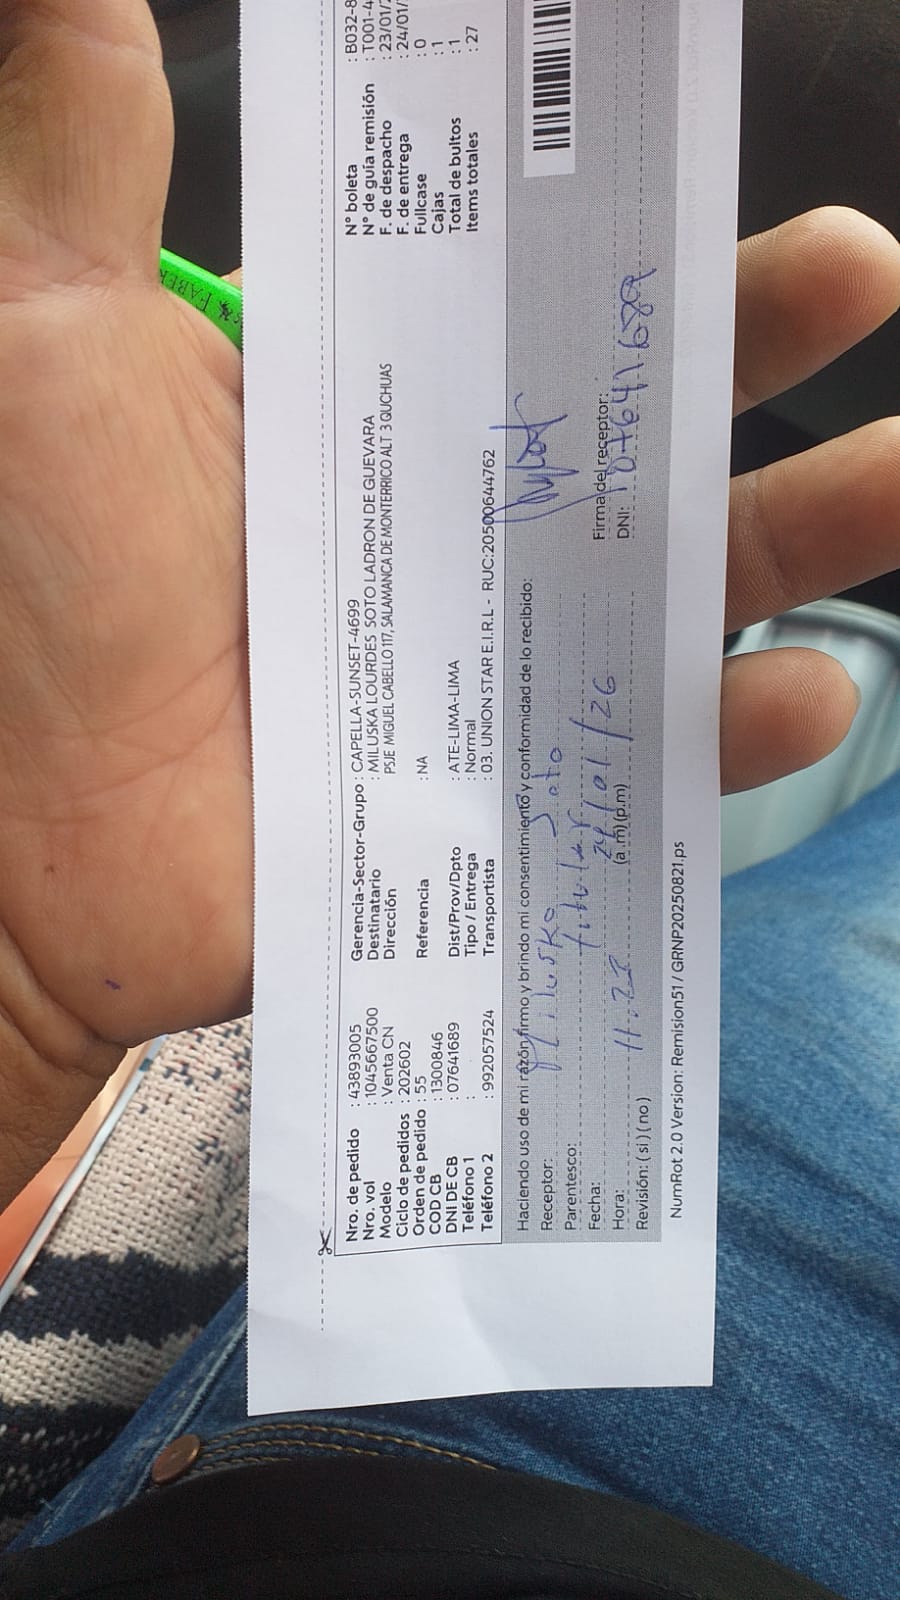 Nro. de pedido : 43893005
Nro. vol : 1045667500
Modelo : Venta CN
Ciclo de pedidos : 202602
Orden de pedido : 55
COD CB : 1300846
DNI DE CB : 07641689
Teléfono 1 :
Teléfono 2 : 992057524
Gerencia-Sector-Grupo : CAPELLA-SUNSET-4699
Destinatario : MILUSKA LOURDES SOTO LADRON DE GUEVARA
Dirección PSJE MIGUEL CABELLO 117, SALAMANCA DE MONTERRICO ALT 3 QUCHUAS
Referencia : NA
Dist/Prov/Dpto : ATE-LIMA-LIMA
Tipo / Entrega : Normal
Transportista : 03. UNION STAR E.I.R.L - RUC:20500644762
N° boleta : B032-8
N° de guía remisión : T001-4
F. de despacho : 23/01/
F. de entrega : 24/01/
Fullcase : 0
Cajas : 1
Total de bultos : 1
Items totales : 27
Haciendo uso de mi razón firmo y brindo mi consentimiento y conformidad de lo recibido:
Receptor: Miluska Soto
Parentesco: titular
Fecha: 24/01/26
Hora: 11:22 (a.m)(p.m)
Revisión: (si) (no)
Firma del receptor:
DNI: 07641689
NumRot 2.0 Version: Remision51 / GRNP20250821.ps
FABER